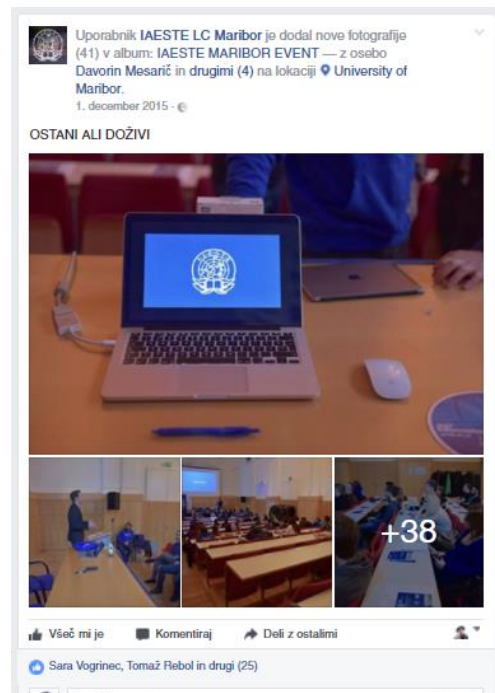 Uporabnik IAESTE LC Maribor je dodal nove fotografije
(41) v album: IAESTE MARIBOR EVENT — z osebo
Davorin Mesarič in drugimi (4) na lokaciji University of
Maribor.
1. december 2015 ·
OSTANI ALI DOŽIVI
+38
Všeč mi je Komentiraj Deli z ostalimi
Sara Vogrinec, Tomaž Rebol in drugi (25)